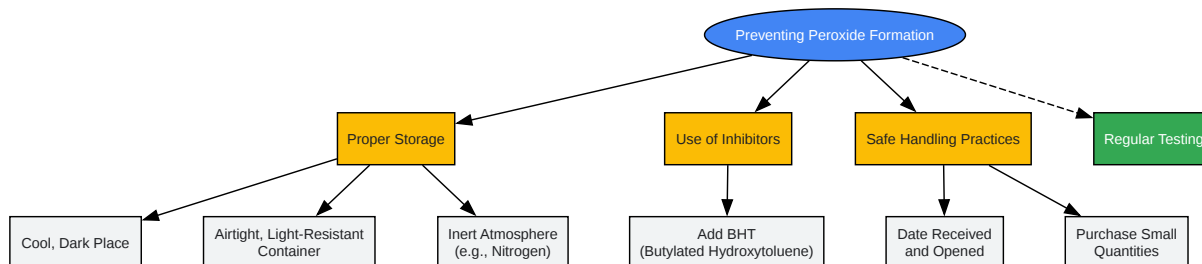 Preventing Peroxide Formation
Proper Storage
Use of Inhibitors
Safe Handling Practices
Regular Testing
Cool, Dark Place
Airtight, Light-Resistant
Container
Inert Atmosphere
(e.g., Nitrogen)
Add BHT
(Butylated Hydroxytoluene)
Date Received
and Opened
Purchase Small
Quantities